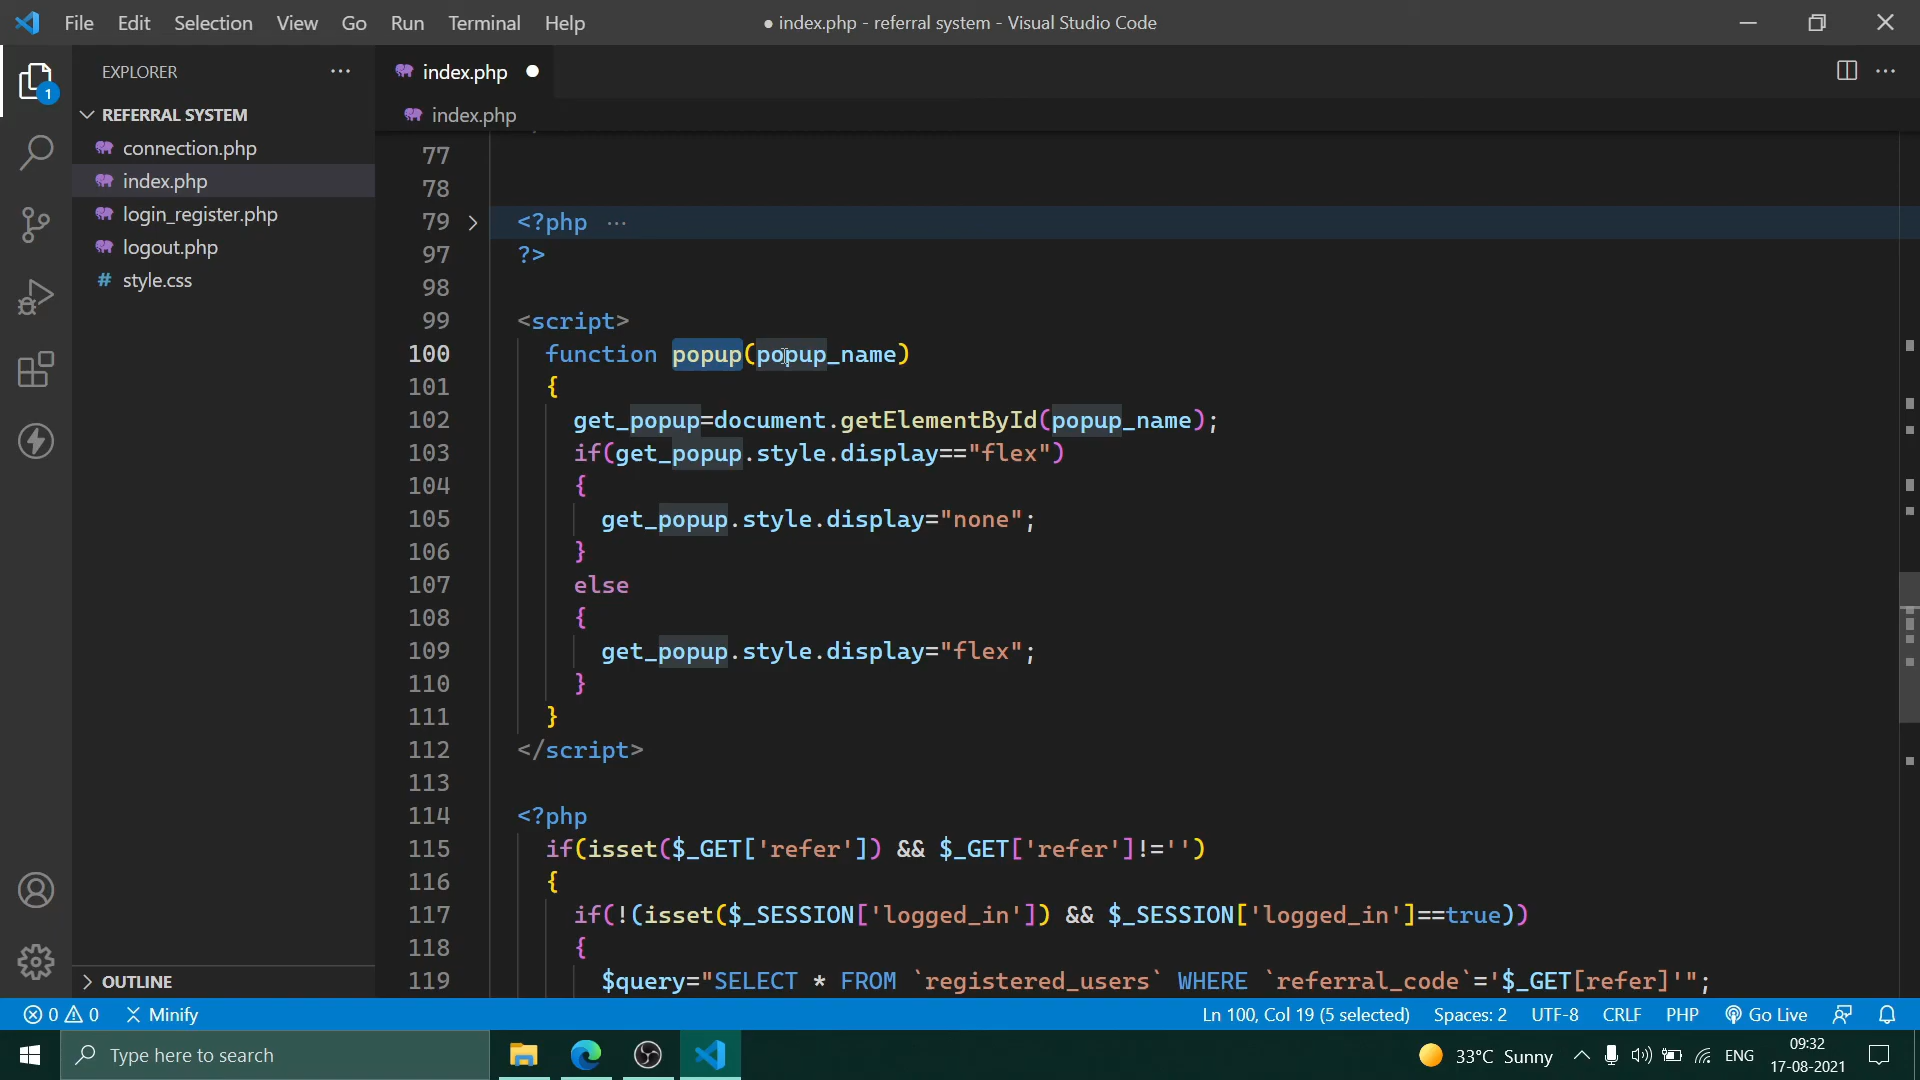 File Edit Selection View Go Run Terminal Help
● index.php - referral system - Visual Studio Code
EXPLORER ···
REFERRAL SYSTEM
connection.php
index.php
login_register.php
logout.php
# style.css
OUTLINE
1
index.php ●
index.php
77
78
79 <?php ···
97 ?>
98
99 <script>
100 function popup(popup_name)
101 {
102 get_popup=document.getElementById(popup_name);
103 if(get_popup.style.display=="flex")
104 {
105 get_popup.style.display="none";
106 }
107 else
108 {
109 get_popup.style.display="flex";
110 }
111 }
112 </script>
113
114 <?php
115 if(isset($_GET['refer']) && $_GET['refer']!='')
116 {
117 if(!(isset($_SESSION['logged_in']) && $_SESSION['logged_in']==true))
118 {
119 $query="SELECT * FROM `registered_users` WHERE `referral_code`='$_GET[refer]'";
0 0 Minify Ln 100, Col 19 (5 selected) Spaces: 2 UTF-8 CRLF PHP Go Live
Type here to search 33°C Sunny ENG 09:32
17-08-2021